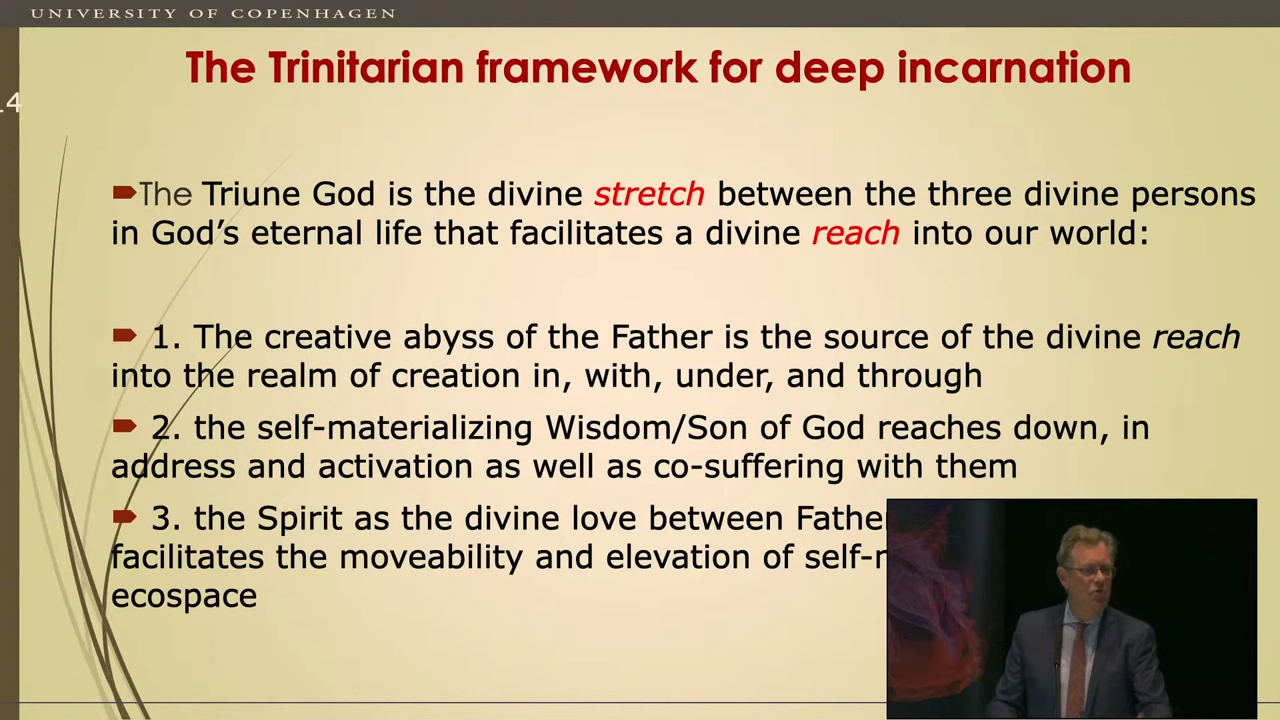 UNIVERSITY OF COPENHAGEN
The Trinitarian framework for deep incarnation
14
The Triune God is the divine stretch between the three divine persons
in God’s eternal life that facilitates a divine reach into our world:
1. The creative abyss of the Father is the source of the divine reach
into the realm of creation in, with, under, and through
2. the self-materializing Wisdom/Son of God reaches down, in
address and activation as well as co-suffering with them
3. the Spirit as the divine love between Father
facilitates the moveability and elevation of
ecospace